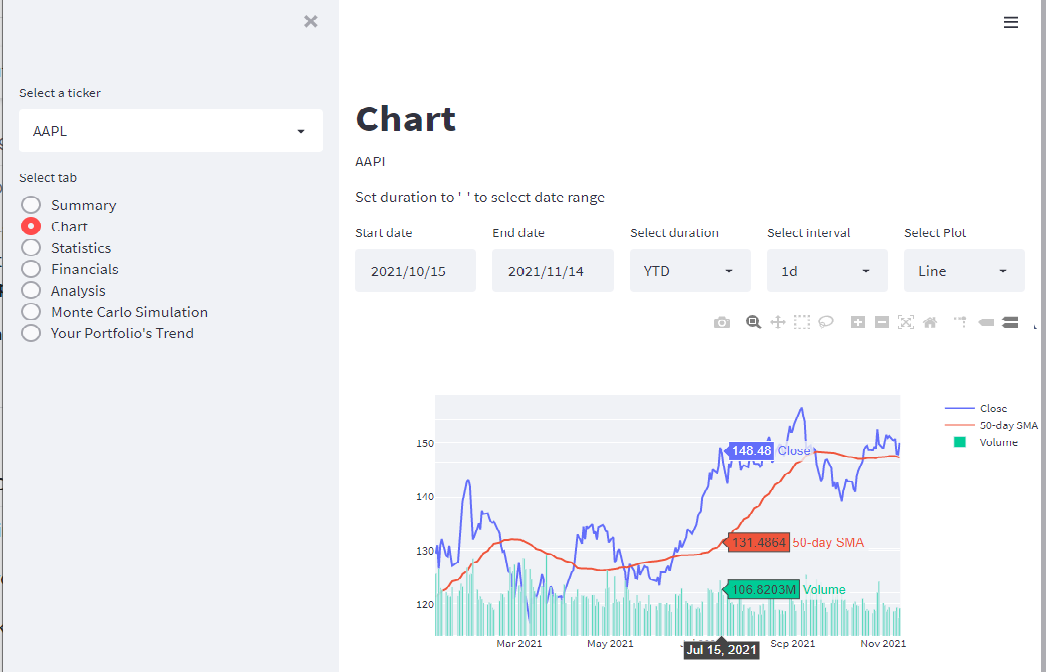 Select a ticker
AAPL
Select tab
Summary
Chart
Statistics
Financials
Analysis
Monte Carlo Simulation
Your Portfolio's Trend
Chart
AAPL
Set duration to ' ' to select date range
Start date End date Select duration Select interval Select Plot
2021/10/15 2021/11/14 YTD 1d Line
Close
50-day SMA
Volume
150
140
130
120
148.48 Close
131.4864 50-day SMA
106.8203M Volume
Mar 2021 May 2021 Sep 2021 Nov 2021
Jul 15, 2021